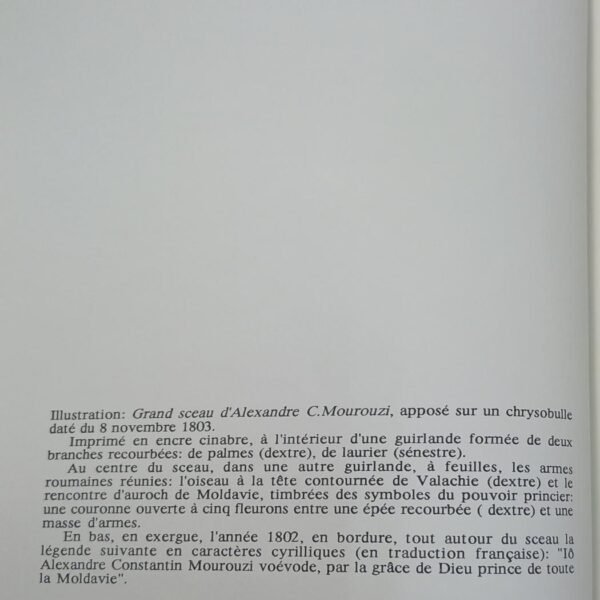 Illustration: Grand sceau d'Alexandre C.Mourouzi, apposé sur un chrysobulle
daté du 8 novembre 1803.
Imprimé en encre cinabre, à l'intérieur d'une guirlande formée de deux
branches recourbées: de palmes (dextre), de laurier (sénestre).
Au centre du sceau, dans une autre guirlande, à feuilles, les armes
roumaines réunies: l'oiseau à la tête contournée de Valachie (dextre) et le
rencontre d'auroch de Moldavie, timbrées des symboles du pouvoir princier:
une couronne ouverte à cinq fleurons entre une épée recourbée ( dextre) et une
masse d'armes.
En bas, en exergue, l'année 1802, en bordure, tout autour du sceau la
légende suivante en caractères cyrilliques (en traduction française): "Iô
Alexandre Constantin Mourouzi voévode, par la grâce de Dieu prince de toute
la Moldavie".